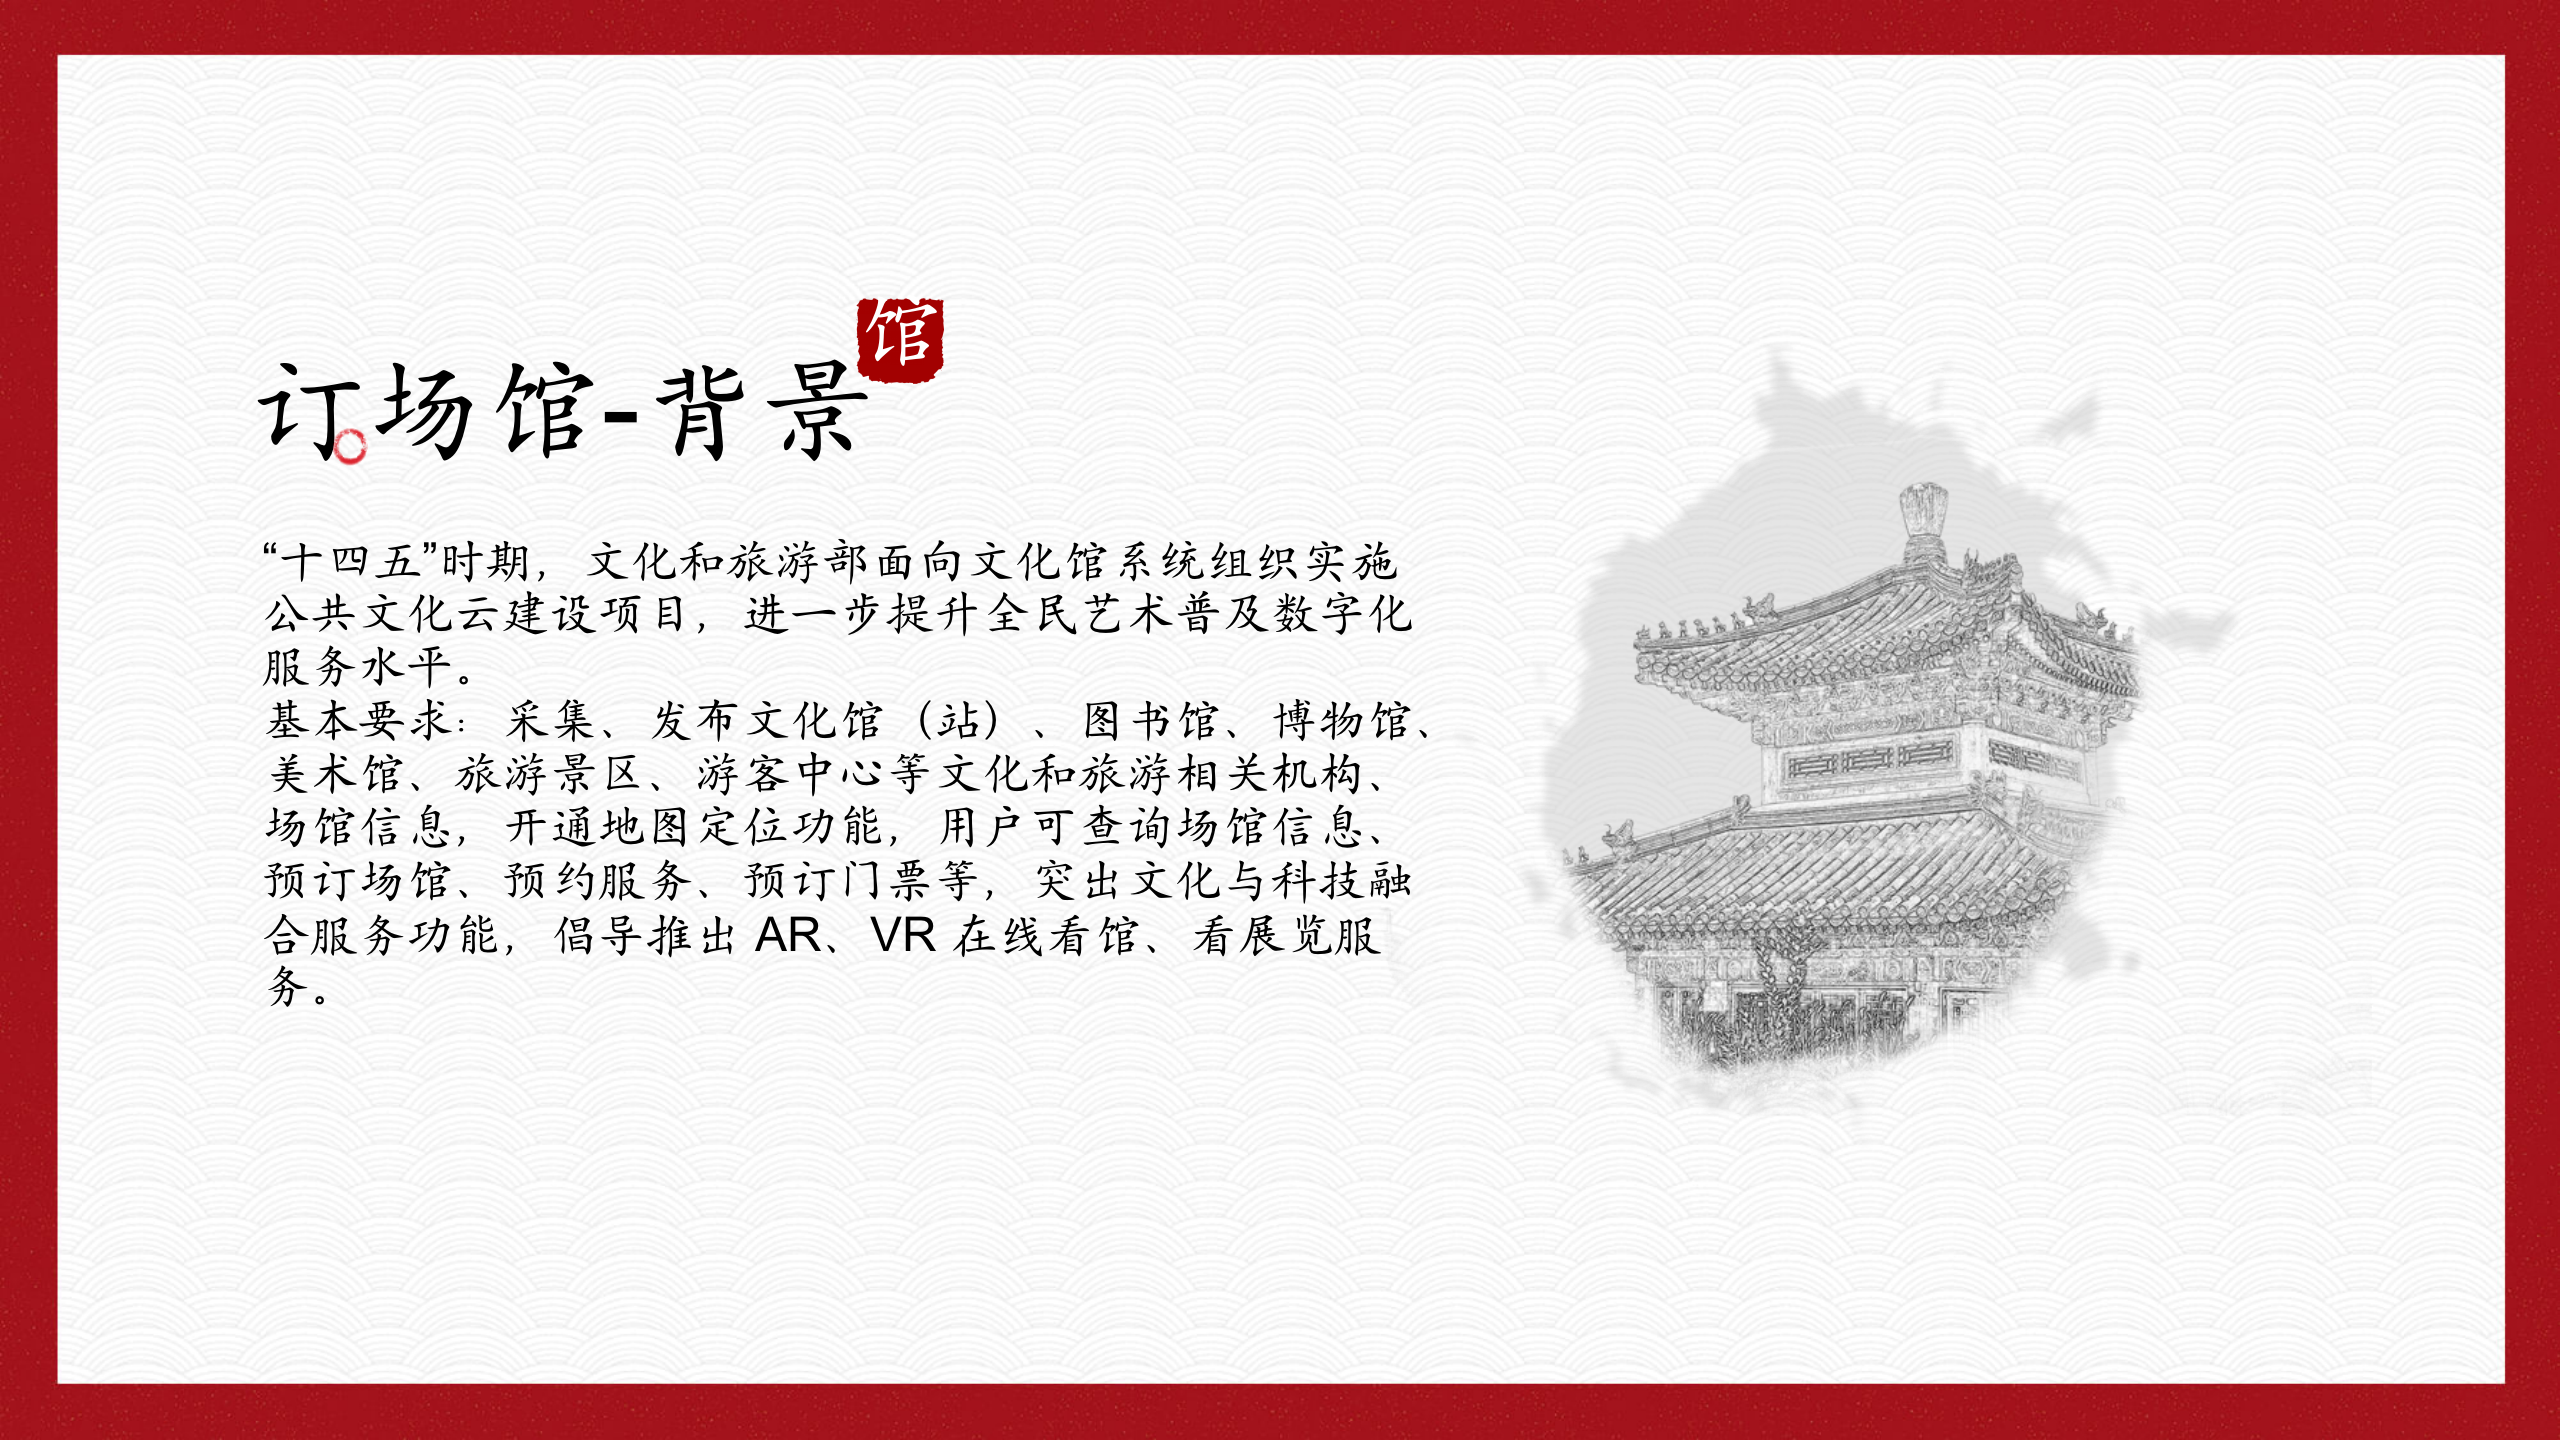 馆
订场馆-背景
“十四五”时期，文化和旅游部面向文化馆系统组织实施
公共文化云建设项目，进一步提升全民艺术普及数字化
服务水平。
基本要求：采集、发布文化馆（站）、图书馆、博物馆、
美术馆、旅游景区、游客中心等文化和旅游相关机构、
场馆信息，开通地图定位功能，用户可查询场馆信息、
预订场馆、预约服务、预订门票等，突出文化与科技融
合服务功能，倡导推出 AR、VR 在线看馆、看展览服
务。